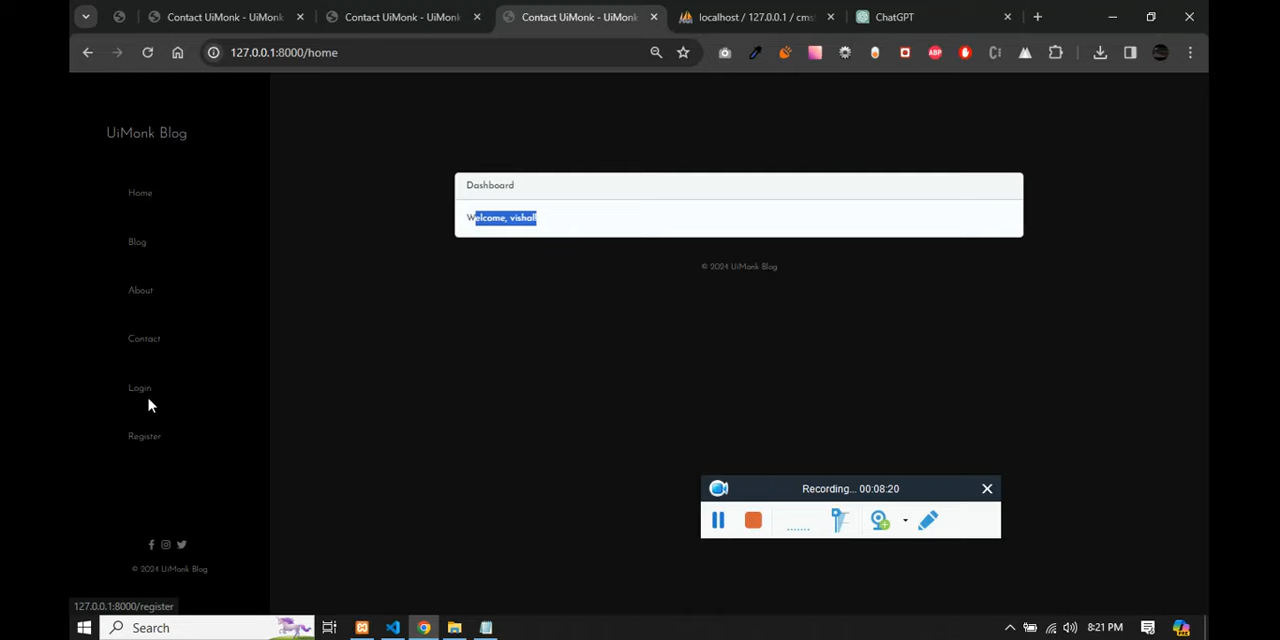 Contact UiMonk - UiMonk
Contact UiMonk - UiMonk
Contact UiMonk - UiMonk
localhost / 127.0.0.1 / cms
ChatGPT
127.0.0.1:8000/home
ABP
UiMonk Blog
Home
Blog
About
Contact
Login
Register
Dashboard
Welcome, vishal!
© 2024 UiMonk Blog
Recording... 00:08:20
© 2024 UiMonk Blog
127.0.0.1:8000/register
Search
8:21 PM